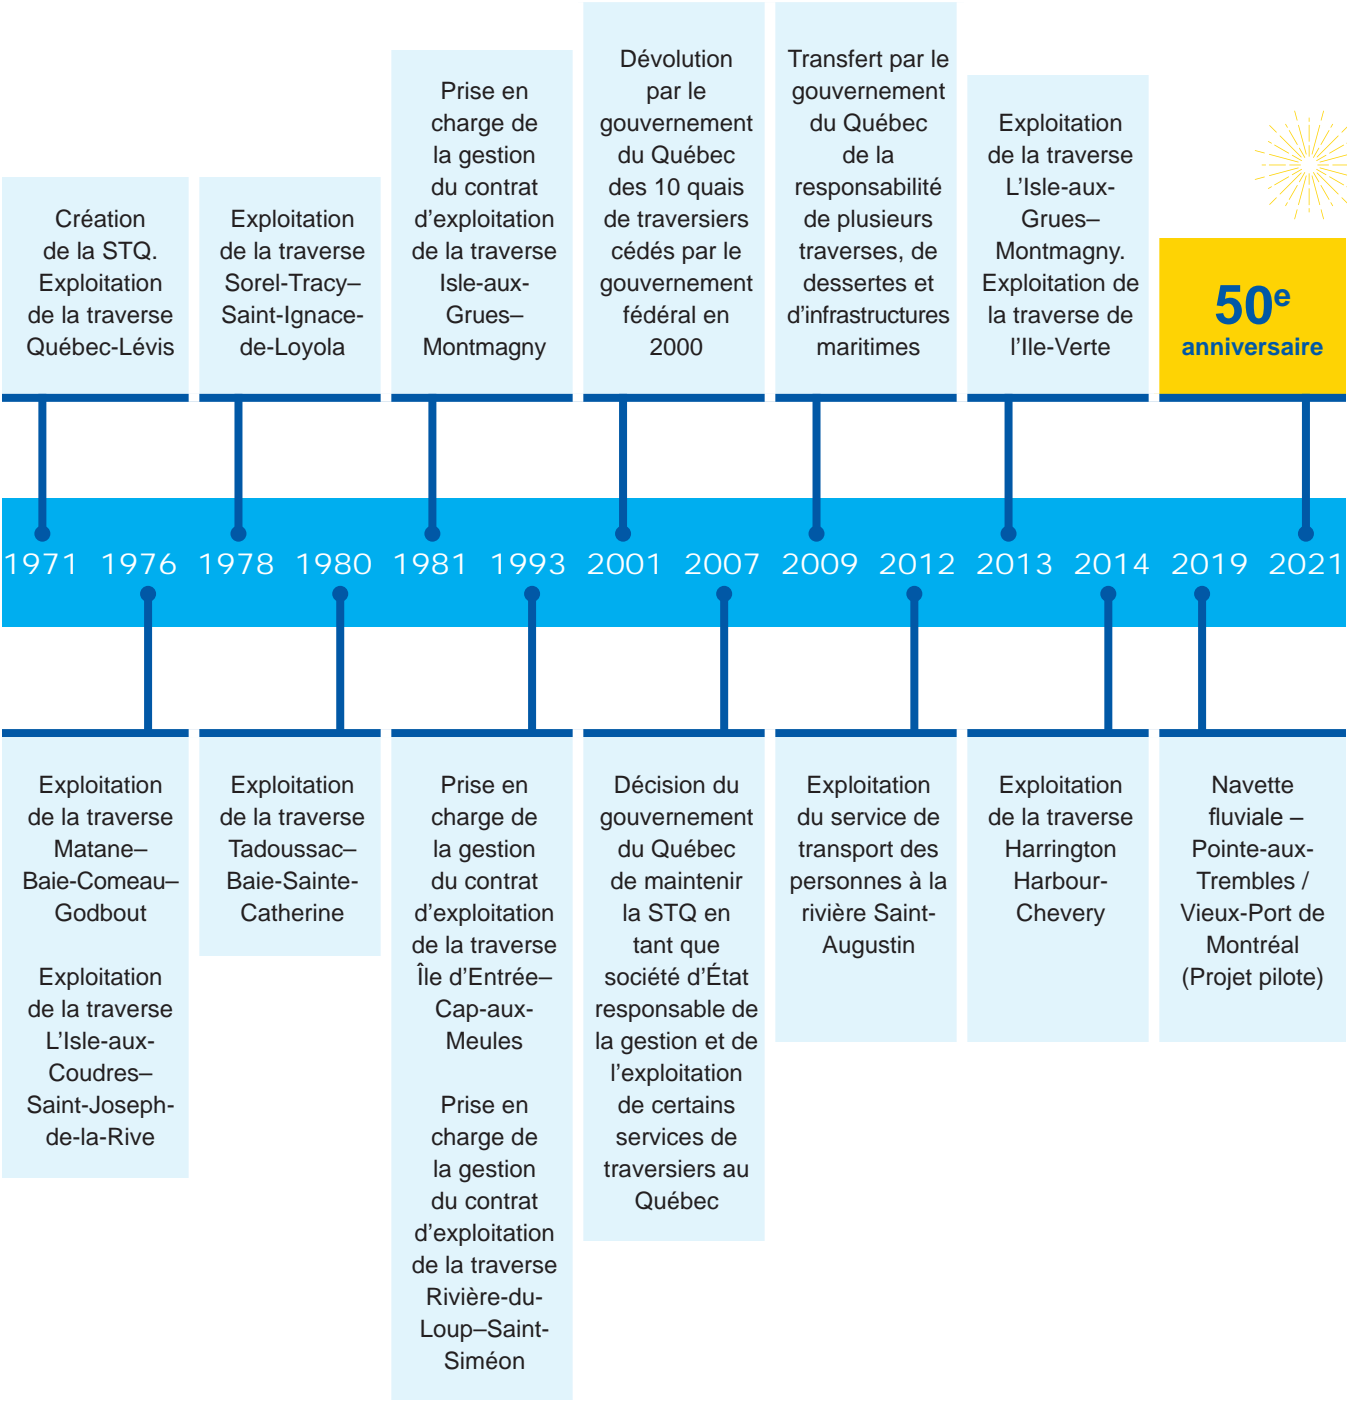 Création
de la STQ.
Exploitation
de la traverse
Québec-Lévis
Exploitation
de la traverse
Sorel-Tracy–
Saint-Ignace-
de-Loyola
Prise en
charge de
la gestion
du contrat
d’exploitation
de la traverse
Isle-aux-
Grues–
Montmagny
Dévolution
par le
gouvernement
du Québec
des 10 quais
de traversiers
cédés par le
gouvernement
fédéral en
2000
Transfert par le
gouvernement
du Québec
de la
responsabilité
de plusieurs
traverses, de
dessertes et
d’infrastructures
maritimes
Exploitation
de la traverse
L’Isle-aux-
Grues–
Montmagny.
Exploitation de
la traverse de
l’Ile-Verte
50e
anniversaire
1971 1976 1978 1980 1981 1993 2001 2007 2009 2012 2013 2014 2019 2021
Exploitation
de la traverse
Matane–
Baie-Comeau–
Godbout
Exploitation
de la traverse
L’Isle-aux-
Coudres–
Saint-Joseph-
de-la-Rive
Exploitation
de la traverse
Tadoussac–
Baie-Sainte-
Catherine
Prise en
charge de
la gestion
du contrat
d’exploitation
de la traverse
Île d’Entrée–
Cap-aux-
Meules
Prise en
charge de
la gestion
du contrat
d’exploitation
de la traverse
Rivière-du-
Loup–Saint-
Siméon
Décision du
gouvernement
du Québec
de maintenir
la STQ en
tant que
société d’État
responsable de
la gestion et de
l’exploitation
de certains
services de
traversiers au
Québec
Exploitation
du service de
transport des
personnes à la
rivière Saint-
Augustin
Exploitation
de la traverse
Harrington
Harbour-
Chevery
Navette
fluviale –
Pointe-aux-
Trembles /
Vieux-Port de
Montréal
(Projet pilote)